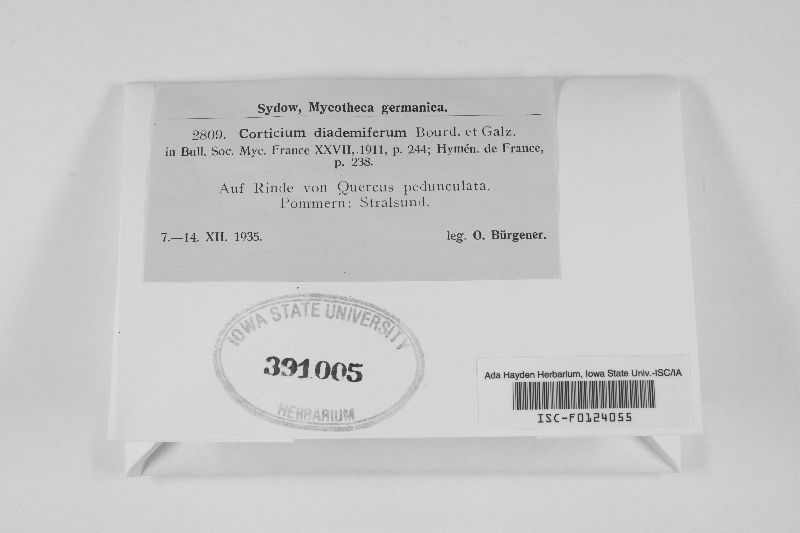 Sydow, Mycotheca germanica.
2809. Corticium diademiferum Bourd. et Galz.
in Bull. Soc. Myc. France XXVII, 1911, p. 244; Hymén. de France,
p. 238.
Auf Rinde von Quercus pedunculata.
Pommern: Stralsund.
7.—14. XII. 1935. leg. O. Bürgener.
IOWA STATE UNIVERSITY
391005
HERBARIUM
Ada Hayden Herbarium, Iowa State Univ.-ISC/IA
ISC-F0124055